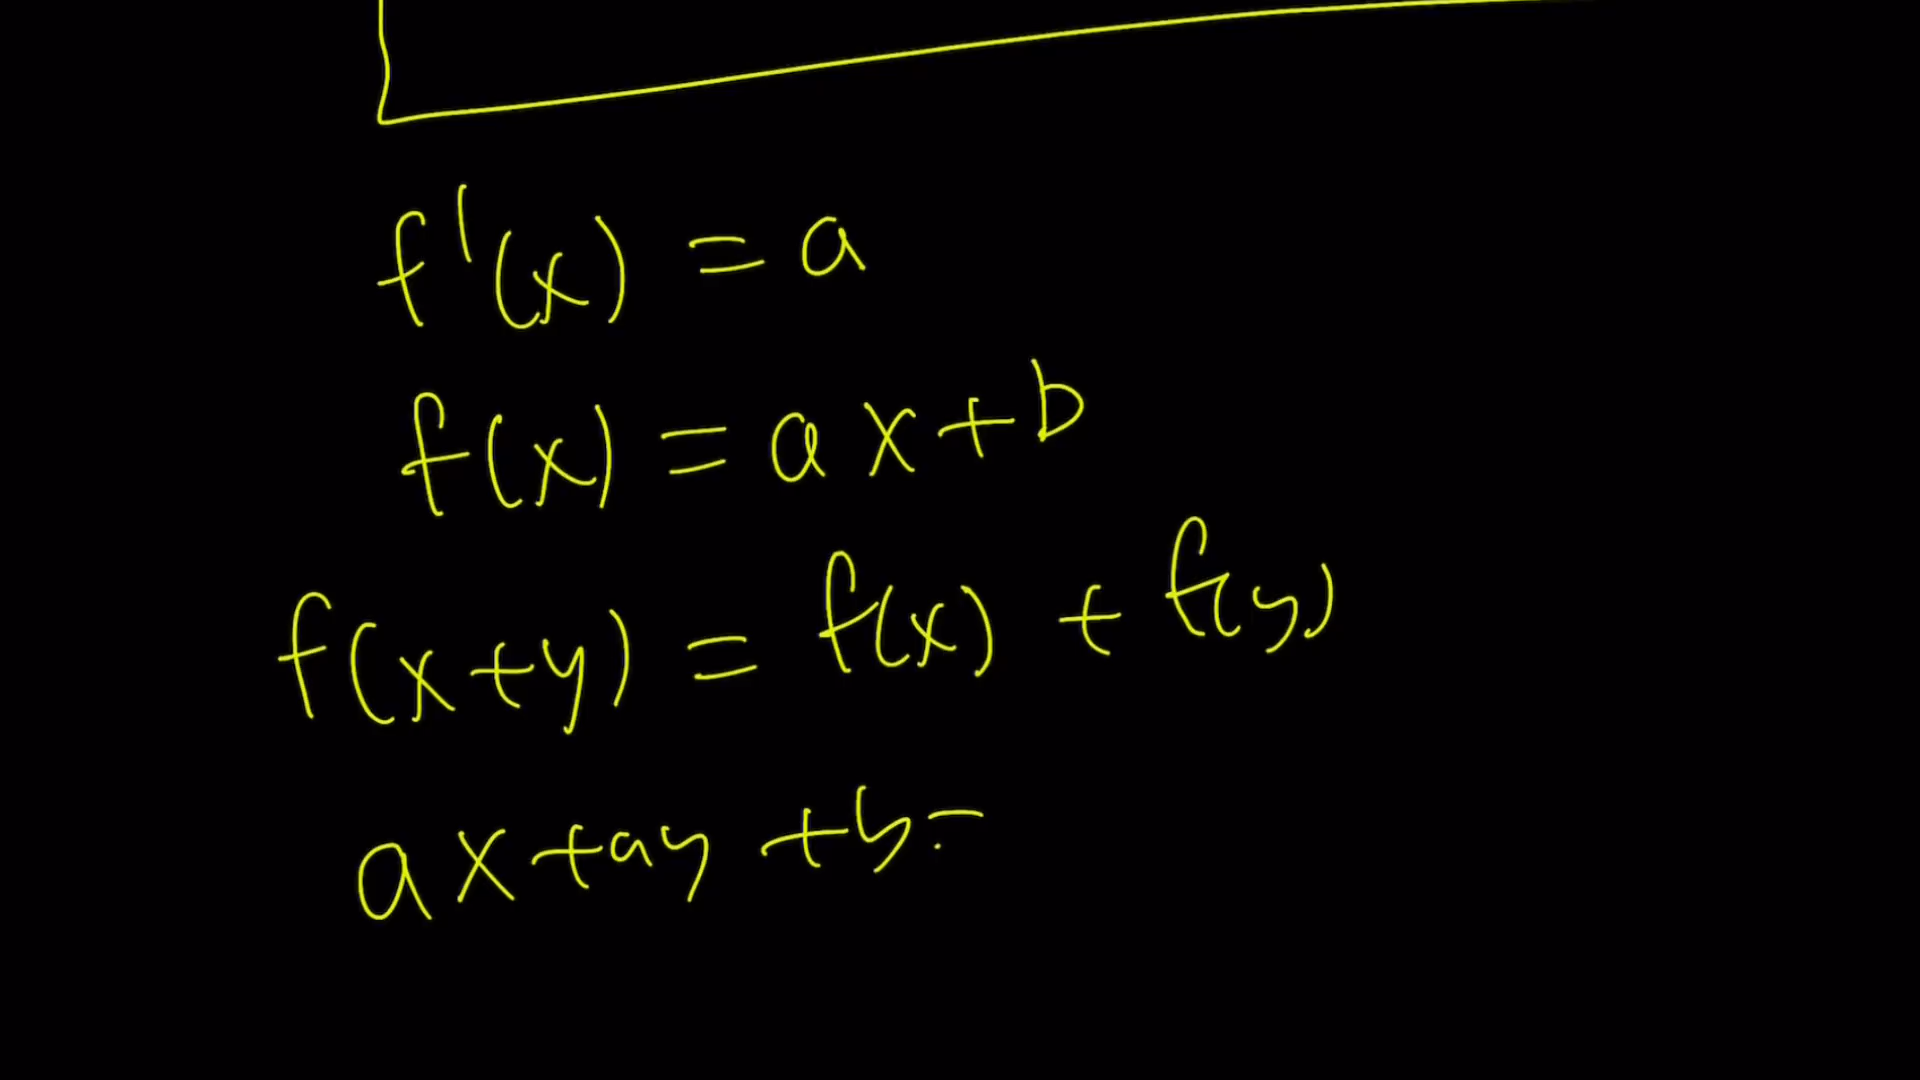 f'(x) = a
f(x) = ax+b
f(x+y) = f(x) + f(y)
ax+ay+b=